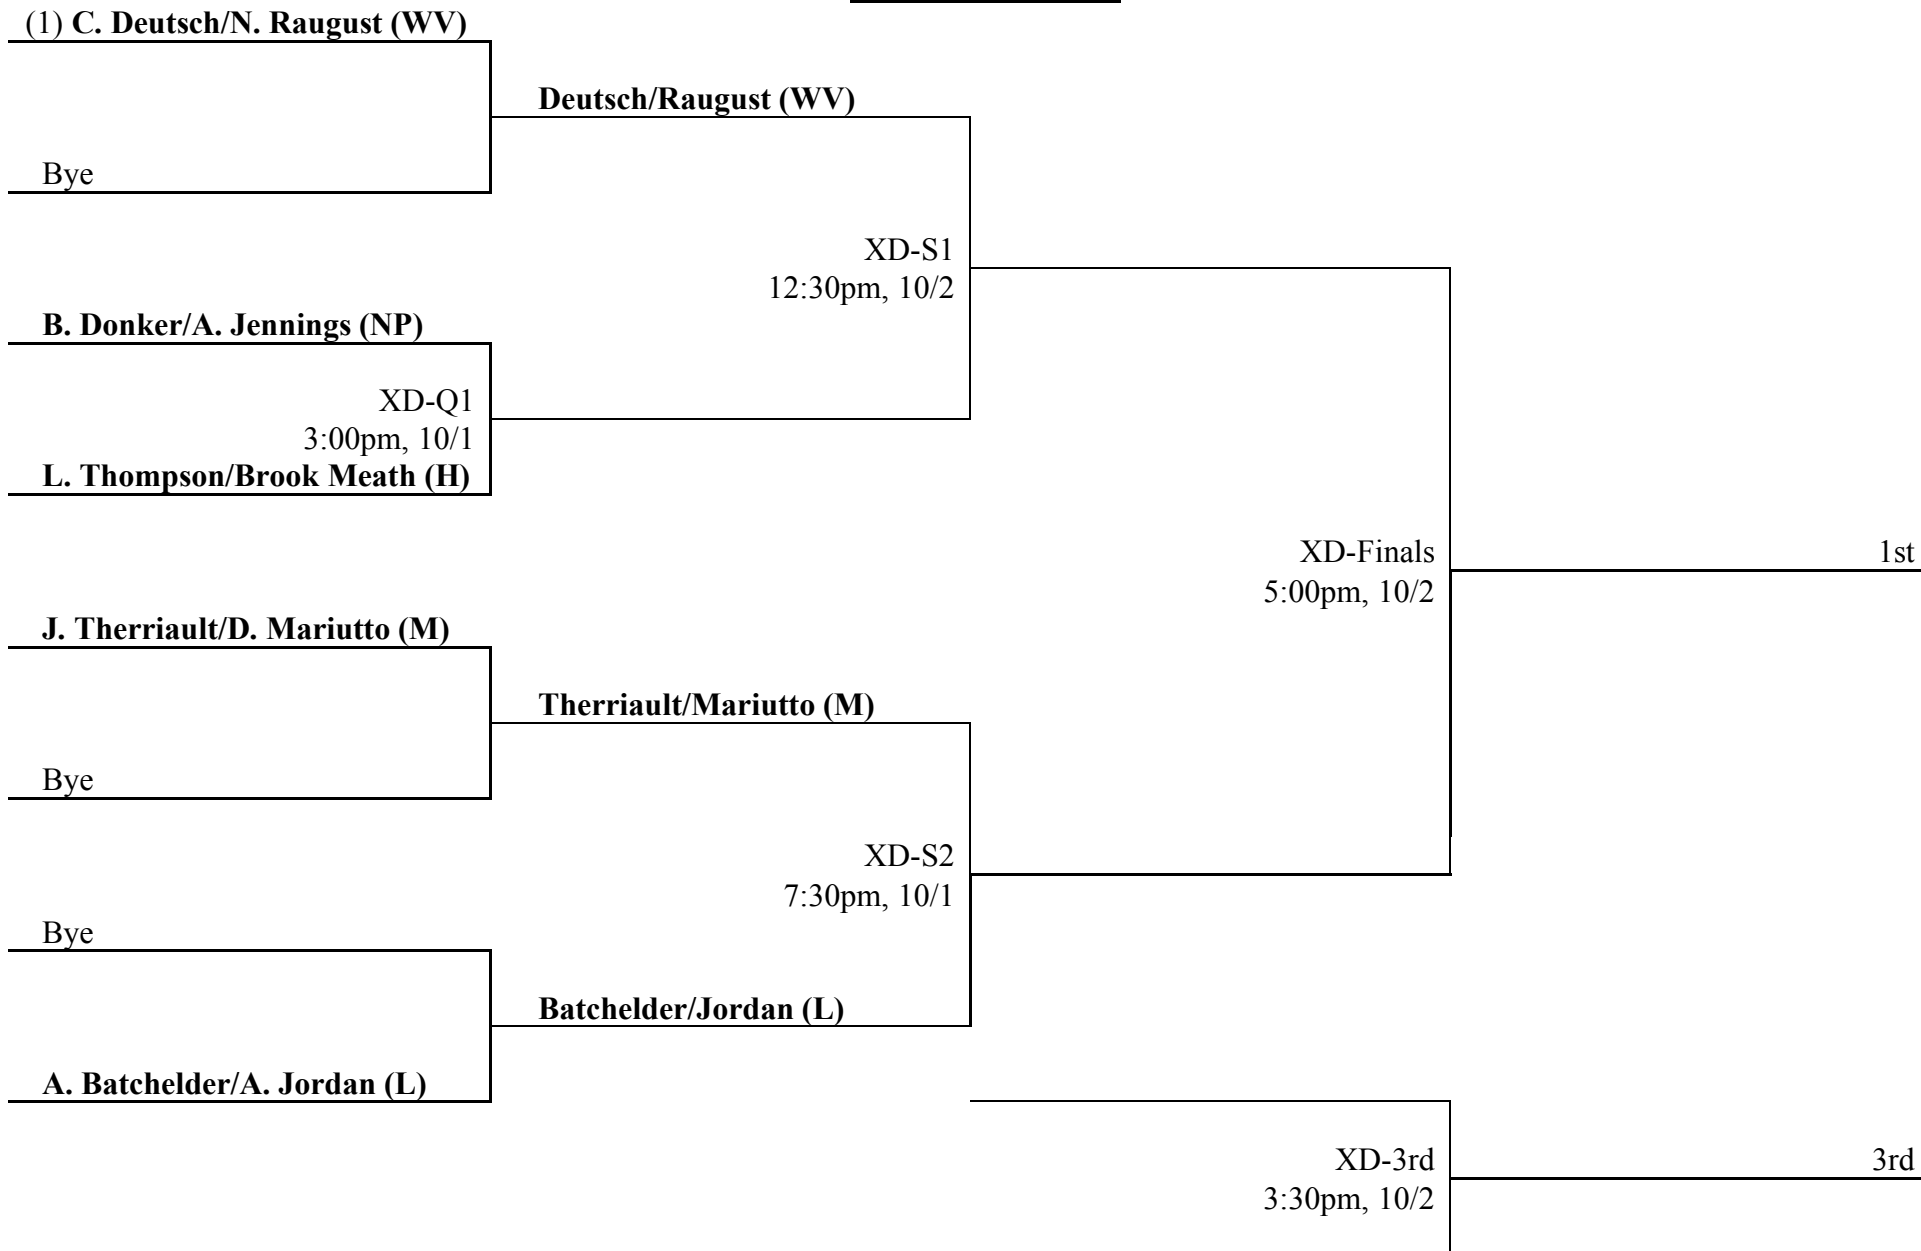 (1) C. Deutsch/N. Raugust (WV)
Deutsch/Raugust (WV)
Bye
XD-S1
12:30pm, 10/2
B. Donker/A. Jennings (NP)
XD-Q1
3:00pm, 10/1
L. Thompson/Brook Meath (H)
XD-Finals
5:00pm, 10/2
1st
J. Therriault/D. Mariutto (M)
Therriault/Mariutto (M)
Bye
XD-S2
7:30pm, 10/1
Bye
Batchelder/Jordan (L)
A. Batchelder/A. Jordan (L)
XD-3rd
3:30pm, 10/2
3rd